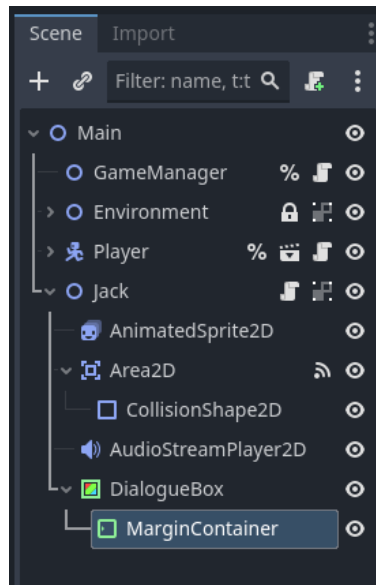 Scene Import
Filter: name, t:t
Main
GameManager %
Environment
Player %
Jack
AnimatedSprite2D
Area2D
CollisionShape2D
AudioStreamPlayer2D
DialogueBox
MarginContainer